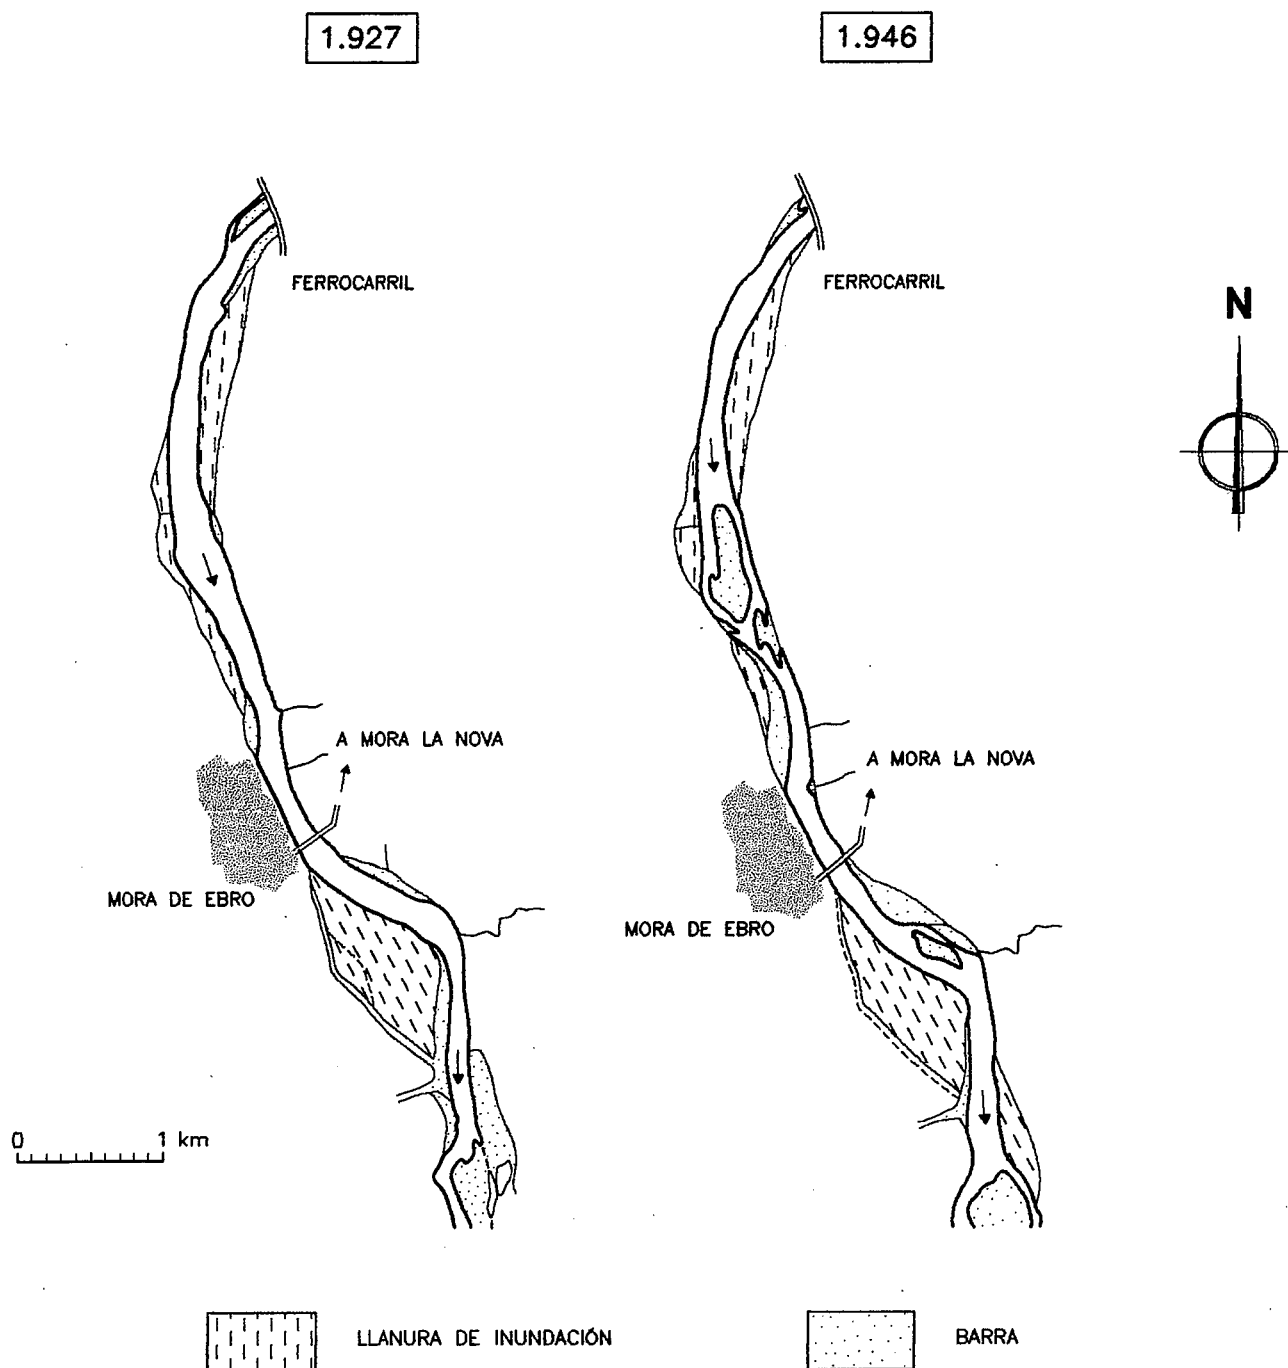 1.927
1.946
FERROCARRIL
FERROCARRIL
N
A MORA LA NOVA
A MORA LA NOVA
MORA DE EBRO
MORA DE EBRO
0 1 km
LLANURA DE INUNDACIÓN
BARRA